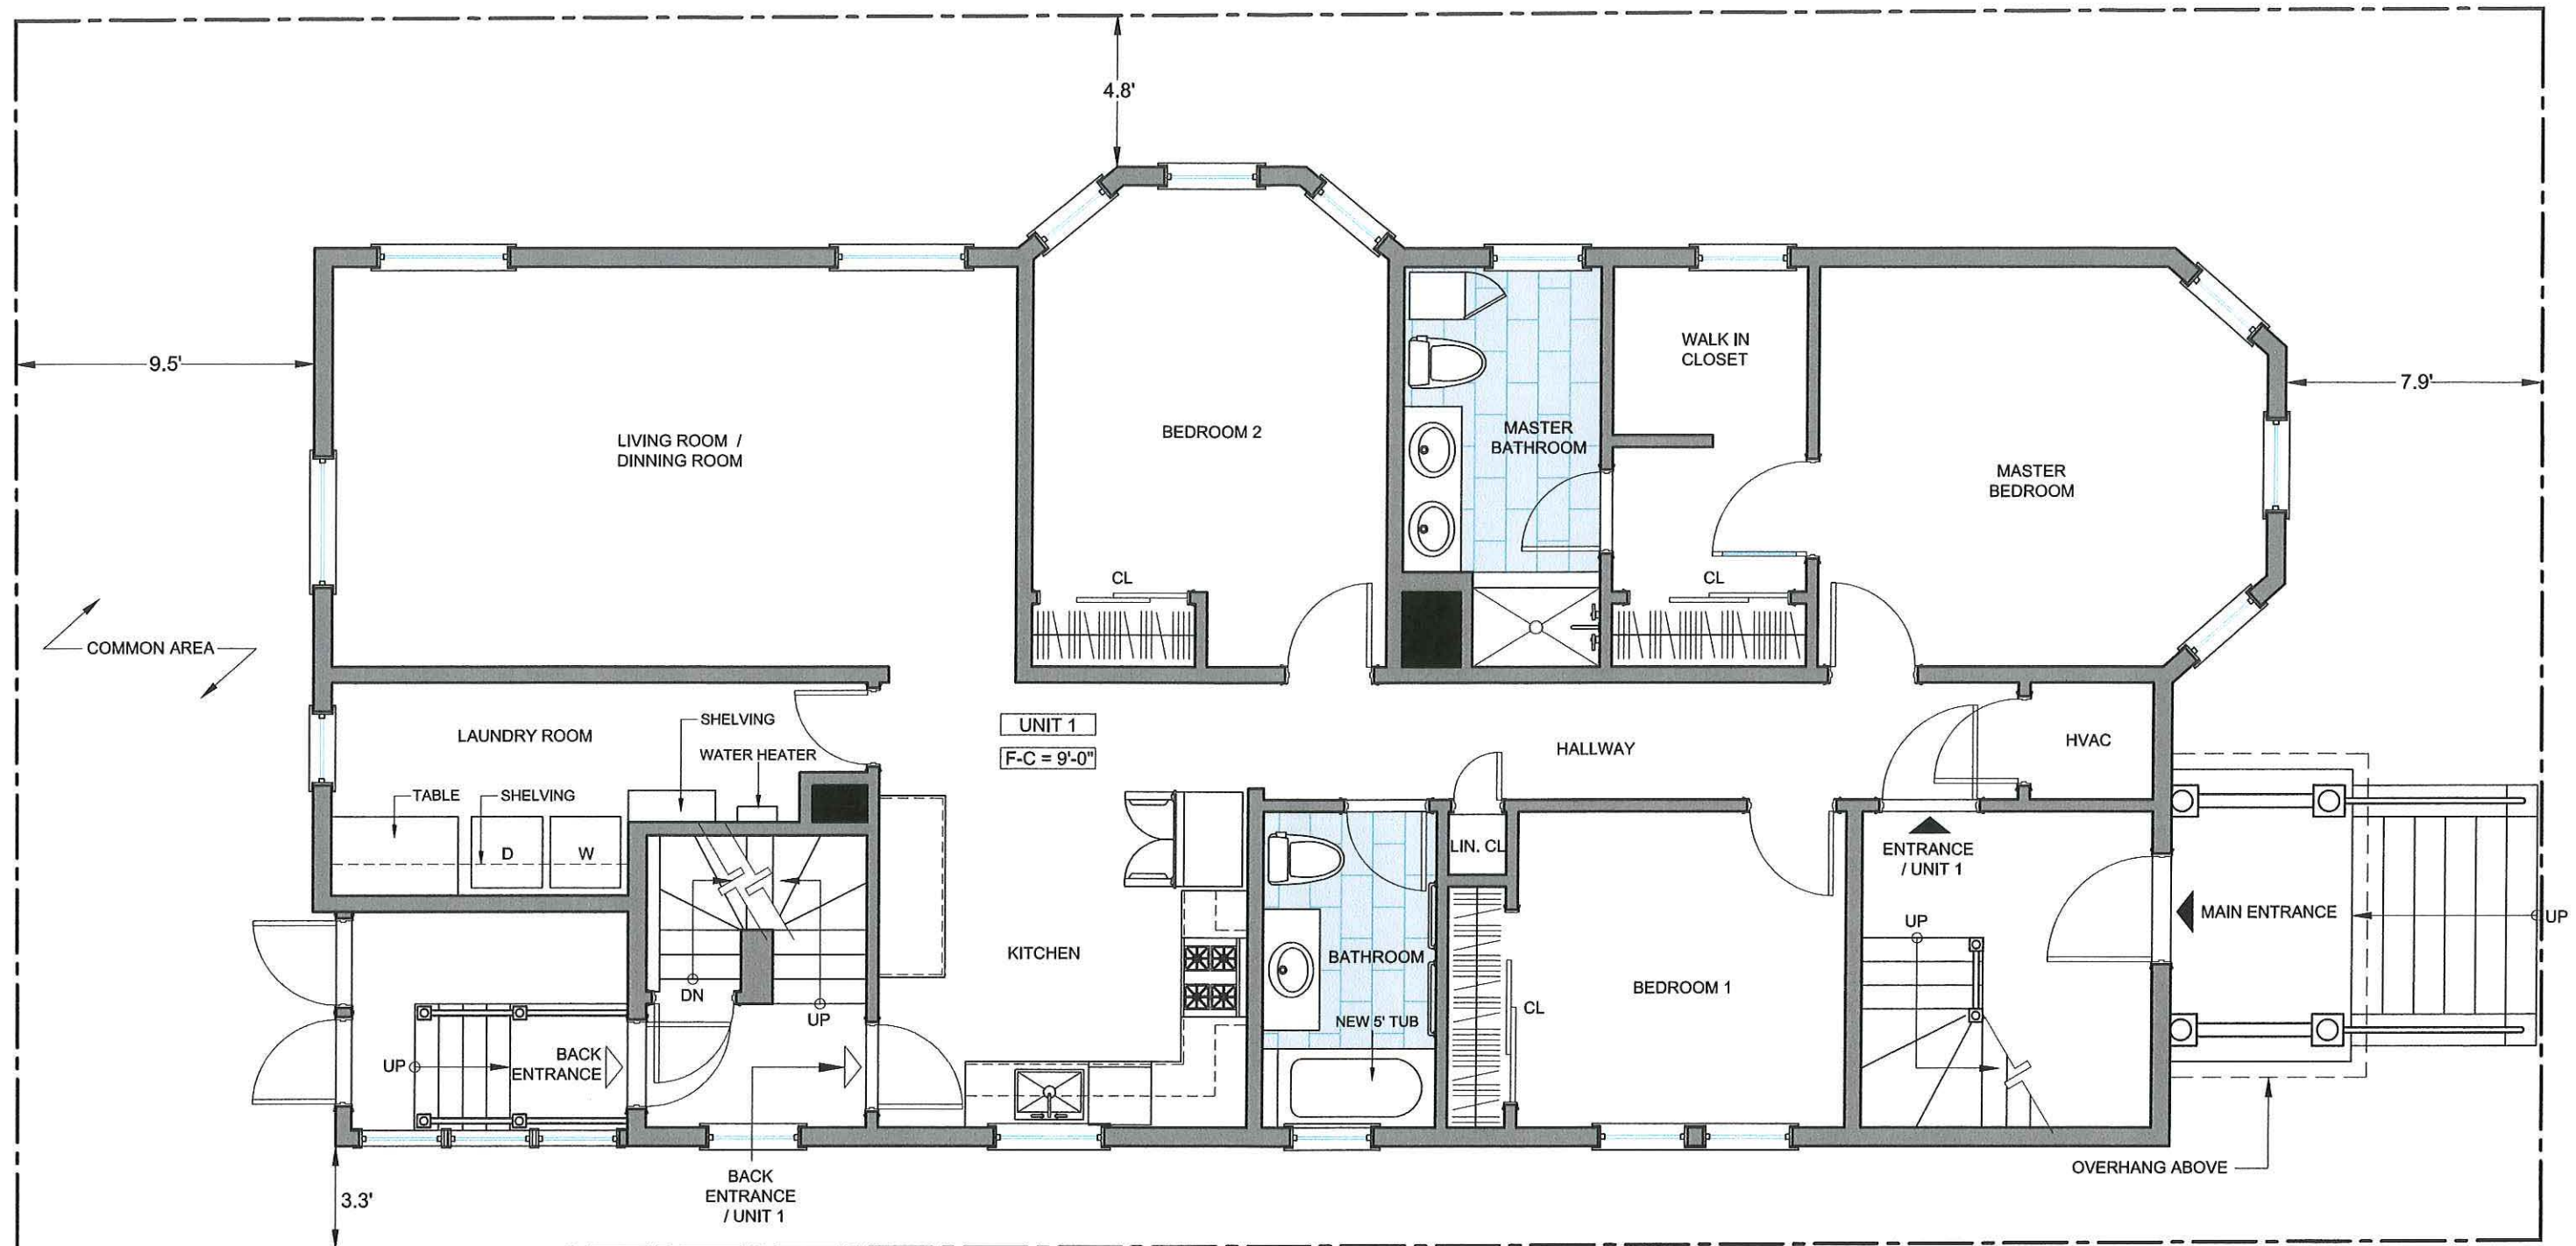 4.8'
9.5'
7.9'
WALK IN
CLOSET
LIVING ROOM /
DINNING ROOM
BEDROOM 2
MASTER
BATHROOM
MASTER
BEDROOM
CL
CL
COMMON AREA
UNIT 1
F-C = 9'-0"
LAUNDRY ROOM
SHELVING
WATER HEATER
HALLWAY
HVAC
TABLE
SHELVING
D
W
LIN. CL
ENTRANCE
/ UNIT 1
UP
MAIN ENTRANCE
UP
KITCHEN
BATHROOM
BEDROOM 1
DN
UP
CL
NEW 5' TUB
UP
BACK
ENTRANCE
OVERHANG ABOVE
BACK
ENTRANCE
/ UNIT 1
3.3'